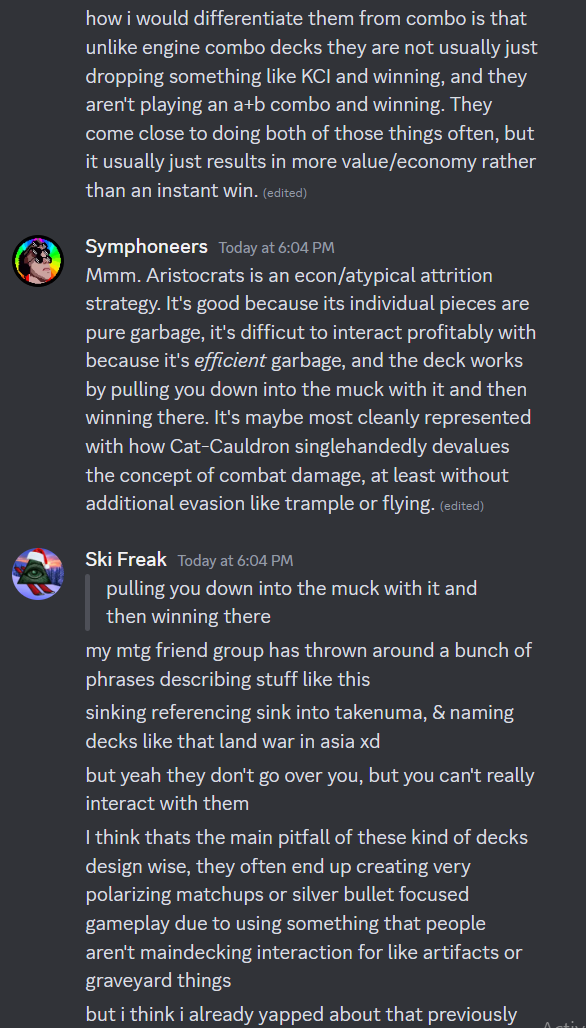 how i would differentiate them from combo is that
unlike engine combo decks they are not usually just
dropping something like KCI and winning, and they
aren't playing an a+b combo and winning. They
come close to doing both of those things often, but
it usually just results in more value/economy rather
than an instant win. (edited)
Symphoneers Today at 6:04 PM
Mmm. Aristocrats is an econ/atypical attrition
strategy. It's good because its individual pieces are
pure garbage, it's difficut to interact profitably with
because it's efficient garbage, and the deck works
by pulling you down into the muck with it and then
winning there. It's maybe most cleanly represented
with how Cat-Cauldron singlehandedly devalues
the concept of combat damage, at least without
additional evasion like trample or flying. (edited)
Ski Freak Today at 6:04 PM
pulling you down into the muck with it and
then winning there
my mtg friend group has thrown around a bunch of
phrases describing stuff like this
sinking referencing sink into takenuma, & naming
decks like that land war in asia xd
but yeah they don't go over you, but you can't really
interact with them
I think thats the main pitfall of these kind of decks
design wise, they often end up creating very
polarizing matchups or silver bullet focused
gameplay due to using something that people
aren't maindecking interaction for like artifacts or
graveyard things
but i think i already yapped about that previously